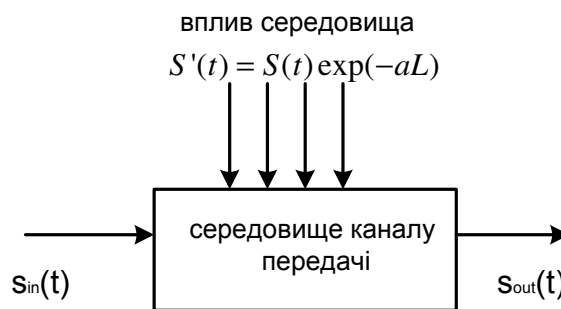 вплив середовища
S'(t) = S(t) exp(−aL)
середовище каналу
передачі
sin(t)
sout(t)